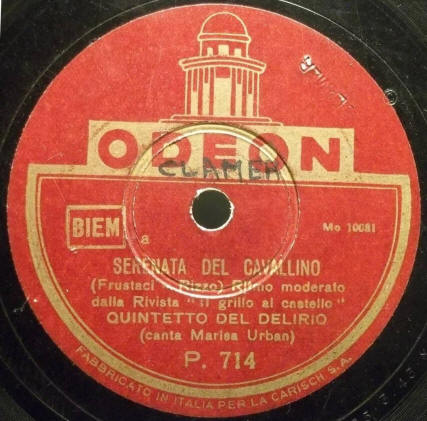 ODEON
CLAMEH
BIEM
a
Mo 10081
SERENATA DEL CAVALLINO
(Frustaci - Rizzo) Ritmo moderato
dalla Rivista "Il grillo al castello"
QUINTETTO DEL DELIRIO
(canta Marisa Urban)
P. 714
FABBRICATO IN ITALIA PER LA CARISCH S.A.